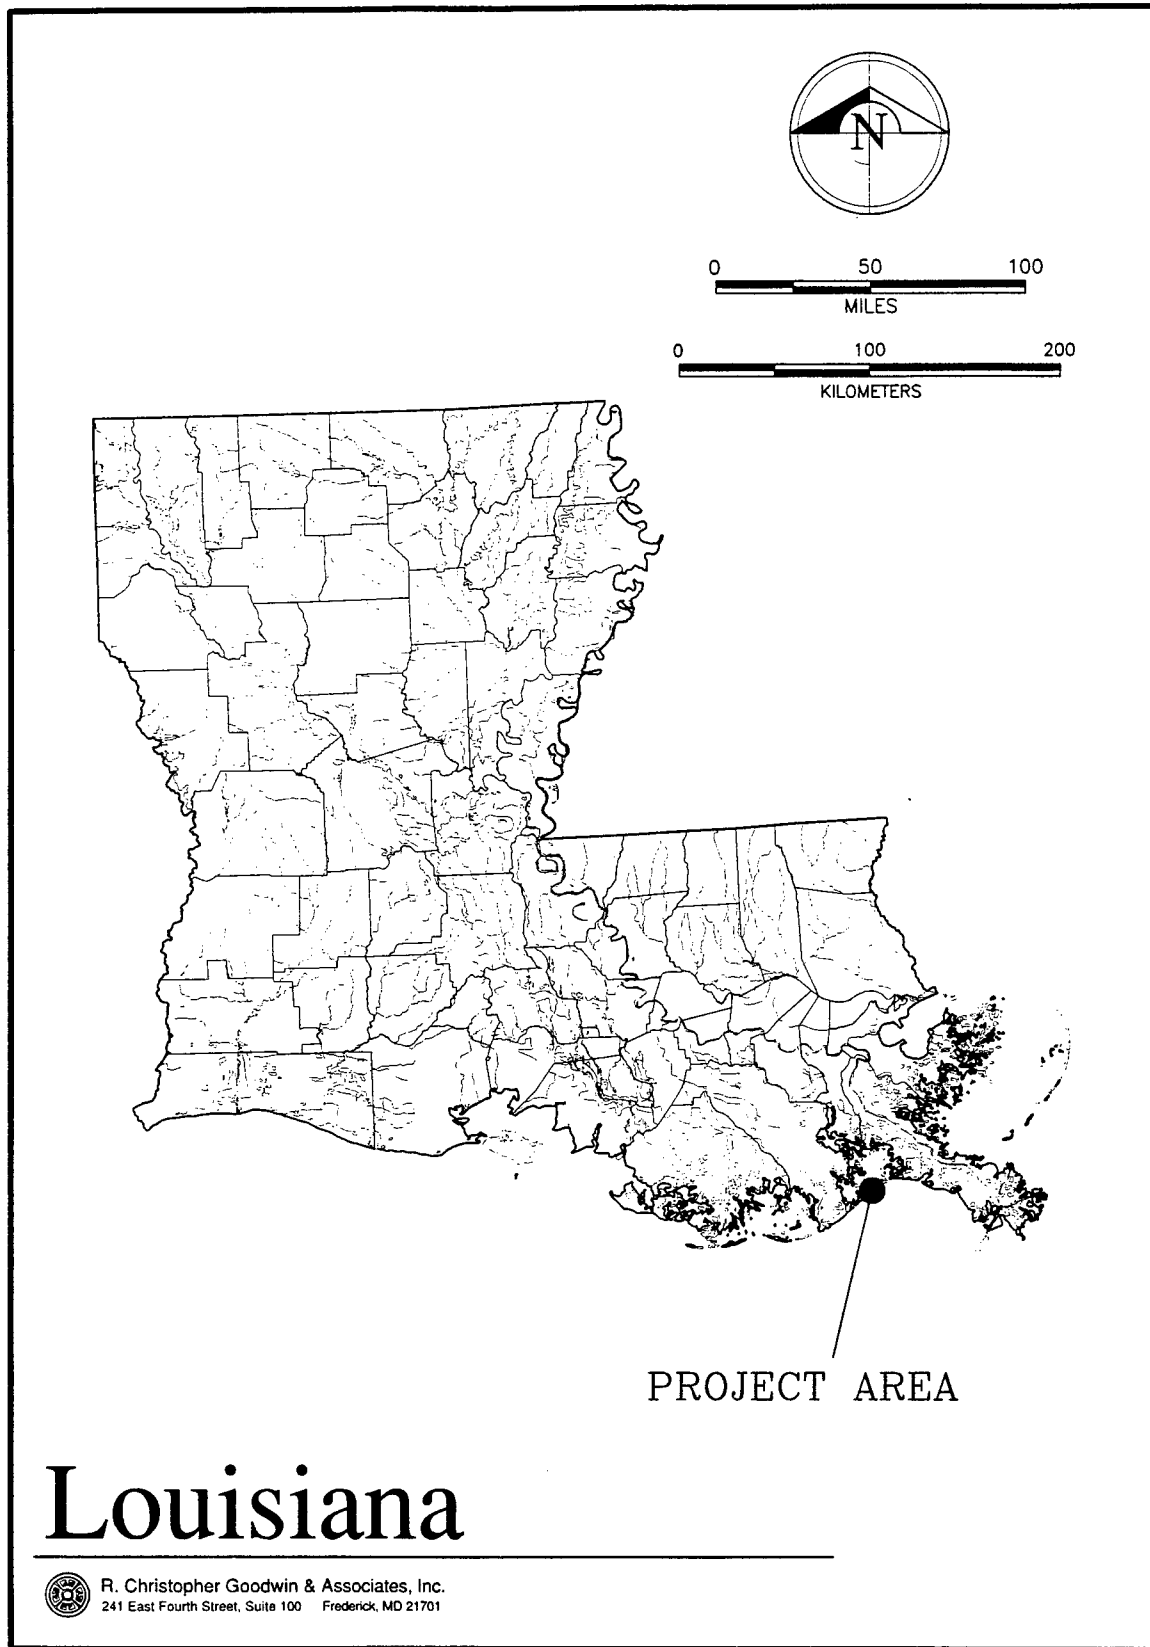 N
0 50 100
MILES
0 100 200
KILOMETERS
PROJECT AREA
Louisiana
R. Christopher Goodwin & Associates, Inc.
241 East Fourth Street, Suite 100 Frederick, MD 21701